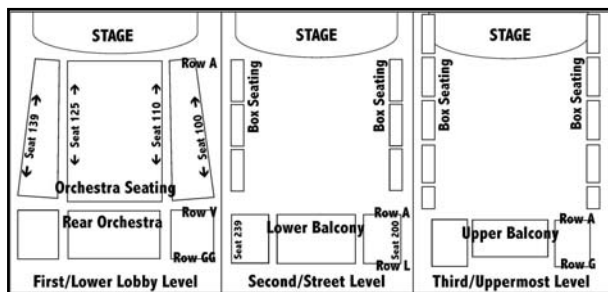 STAGE
Row A
Seat 139
Seat 125
Seat 110
Seat 100
Orchestra Seating
Rear Orchestra
Row V
Row GG
First/Lower Lobby Level
STAGE
Box Seating
Box Seating
Row A
Lower Balcony
Seat 239
Seat 200
Row L
Second/Street Level
STAGE
Box Seating
Box Seating
Row A
Upper Balcony
Row G
Third/Uppermost Level